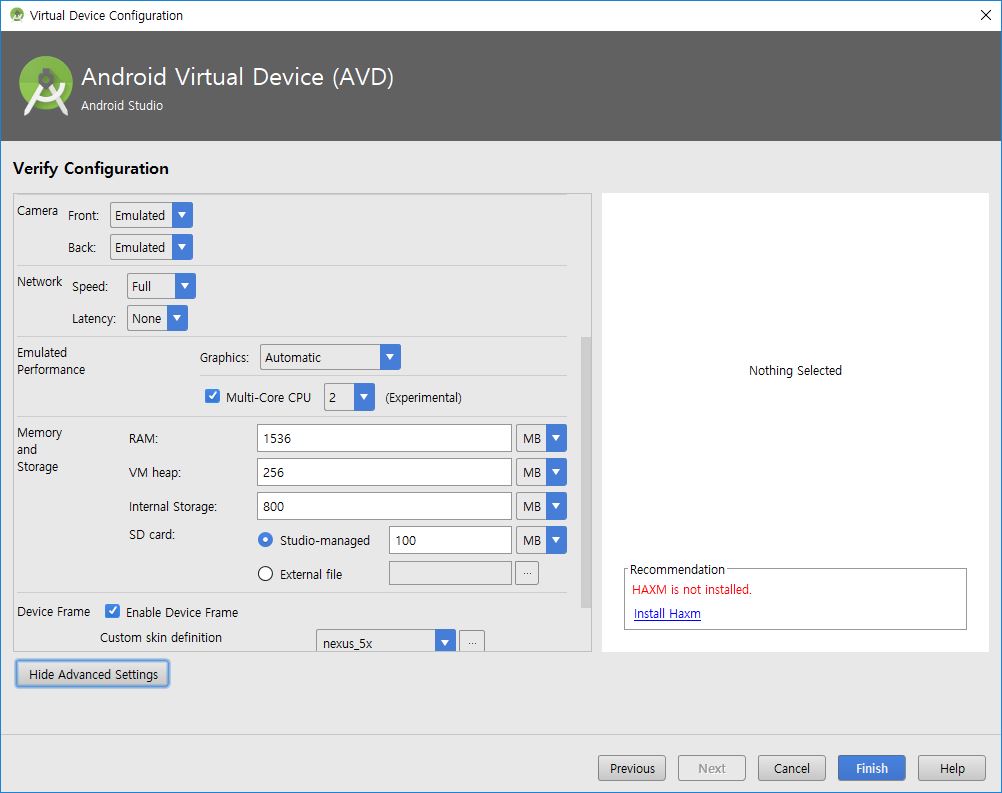 Virtual Device Configuration
Android Virtual Device (AVD)
Android Studio
Verify Configuration
Camera Front: Emulated
Back: Emulated
Network Speed: Full
Latency: None
Emulated Performance
Graphics: Automatic
Multi-Core CPU 2 (Experimental)
Memory and Storage
RAM: 1536 MB
VM heap: 256 MB
Internal Storage: 800 MB
SD card:
Studio-managed 100 MB
External file ...
Device Frame Enable Device Frame
Custom skin definition nexus_5x ...
Hide Advanced Settings
Nothing Selected
Recommendation
HAXM is not installed.
Install Haxm
Previous Next Cancel Finish Help